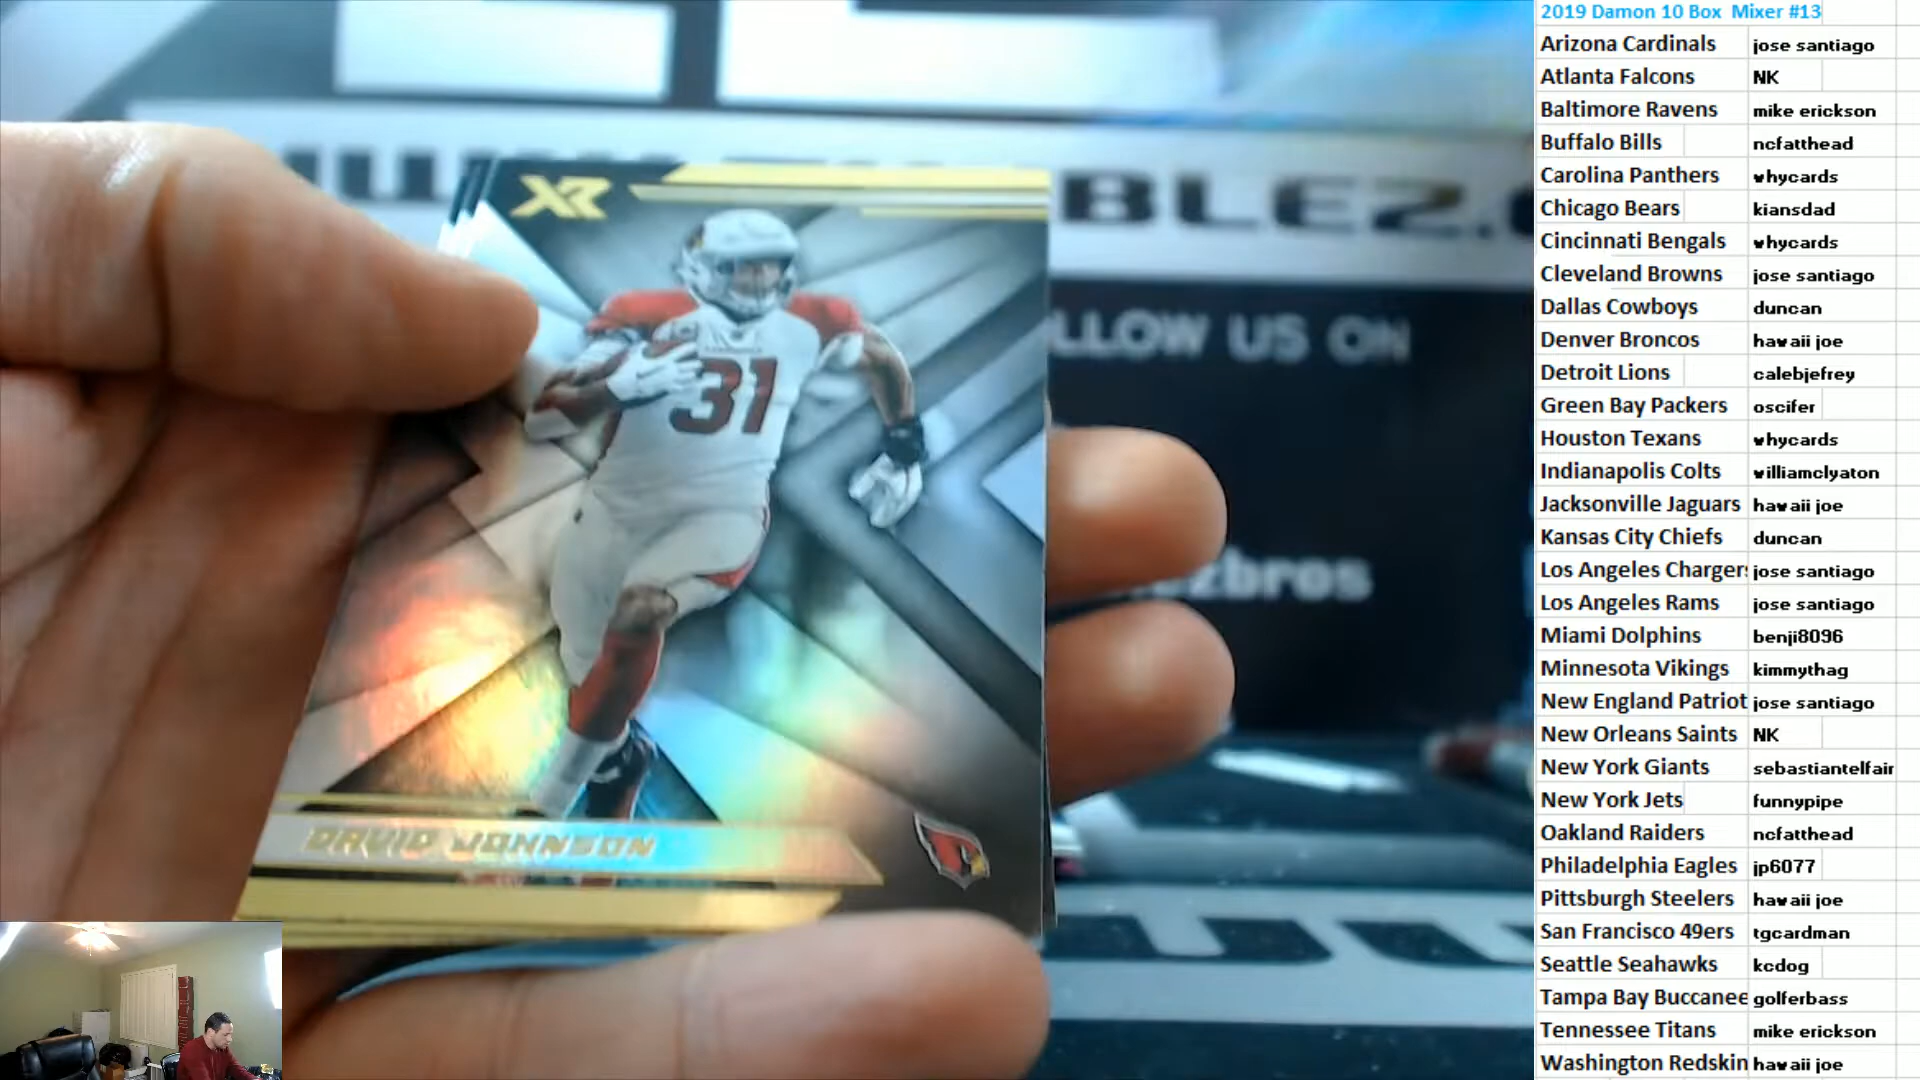 XR
31
DAVID JOHNSON
BLEZ.
LLOW US ON
zbros
2019 Damon 10 Box Mixer #13
Arizona Cardinals jose santiago
Atlanta Falcons NK
Baltimore Ravens mike erickson
Buffalo Bills ncfatthead
Carolina Panthers whycards
Chicago Bears kiansdad
Cincinnati Bengals whycards
Cleveland Browns jose santiago
Dallas Cowboys duncan
Denver Broncos hawaii joe
Detroit Lions calebjefrey
Green Bay Packers oscifer
Houston Texans whycards
Indianapolis Colts williamclyaton
Jacksonville Jaguars hawaii joe
Kansas City Chiefs duncan
Los Angeles Chargers jose santiago
Los Angeles Rams jose santiago
Miami Dolphins benji8096
Minnesota Vikings kimmythag
New England Patriot jose santiago
New Orleans Saints NK
New York Giants sebastiantelfair
New York Jets funnypipe
Oakland Raiders ncfatthead
Philadelphia Eagles jp6077
Pittsburgh Steelers hawaii joe
San Francisco 49ers tgcardman
Seattle Seahawks kcdog
Tampa Bay Buccanee golferbass
Tennessee Titans mike erickson
Washington Redskin hawaii joe